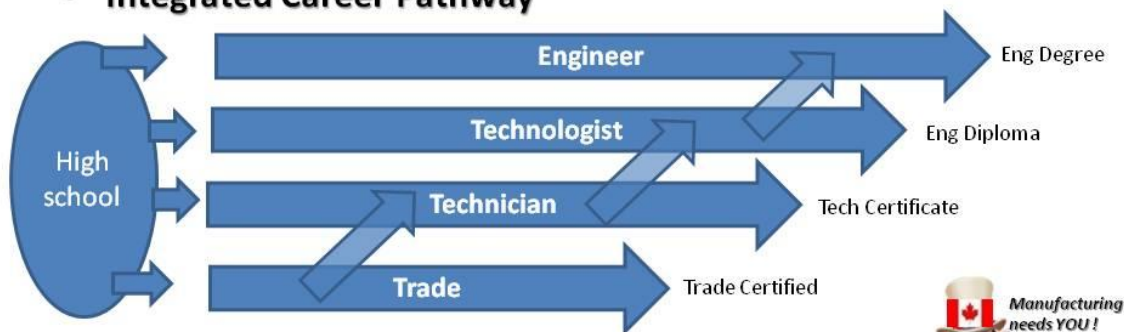 Integrated Career Pathway
Engineer
Eng Degree
Technologist
Eng Diploma
High
school
Technician
Tech Certificate
Trade
Trade Certified
Manufacturing
needs YOU !